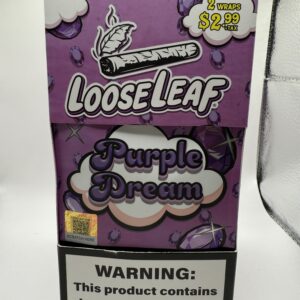 2 WRAPS
$2.99
+TAX
LOOSELEAF
Purple
Dream
WARNING:
This product contains